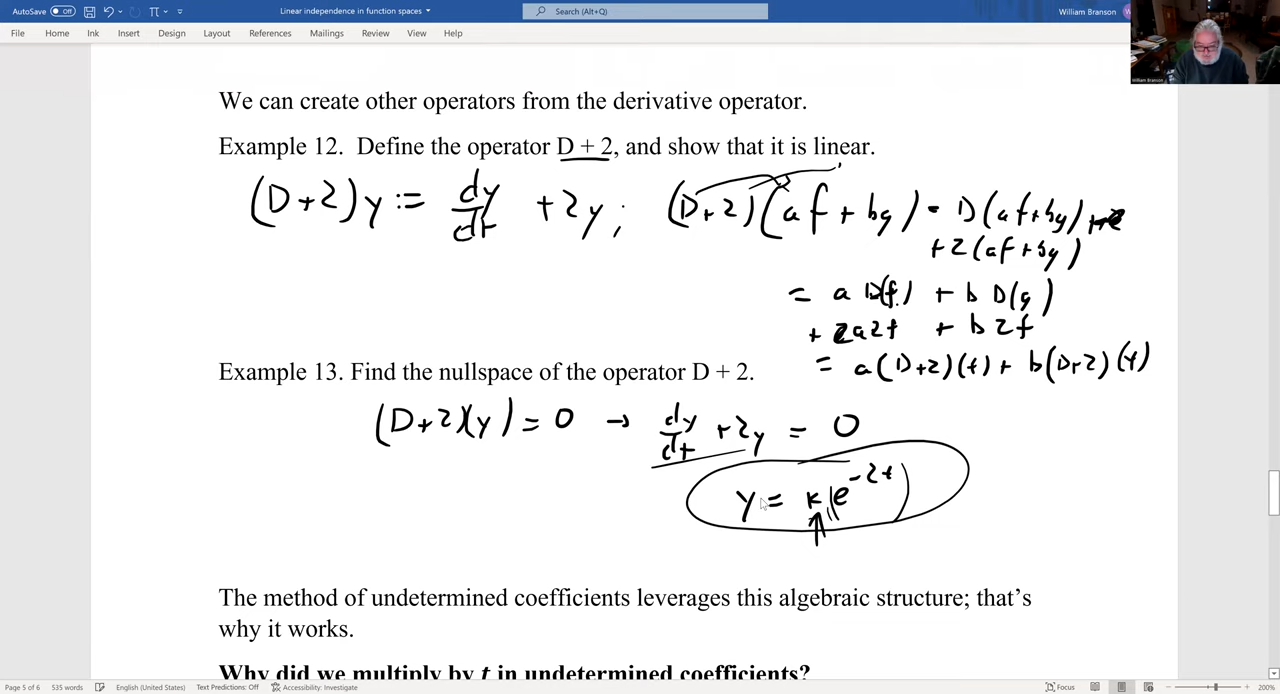 AutoSave Off
Linear independence in function spaces
Search (Alt+Q)
William Branson
File Home Ink Insert Draw Design Layout References Mailings Review View Help
William Branson
We can create other operators from the derivative operator.
Example 12. Define the operator D + 2, and show that it is linear.
(D+2)y := dy/dt + 2y; (D+2)(af+bg) = D(af+bg)
+2(af+bg)
= a D(f) + b D(g)
+ a2f + b2f
= a(D+2)(f) + b(D+2)(f)
Example 13. Find the nullspace of the operator D + 2.
(D+2)(y) = 0 → dy/dt + 2y = 0
y = k e^-2t
The method of undetermined coefficients leverages this algebraic structure; that's
why it works.
Why did we multiply by t in undetermined coefficients?
Page 5 of 6 535 words English (United States) Text Predictions: Off Accessibility: Investigate Focus 200%